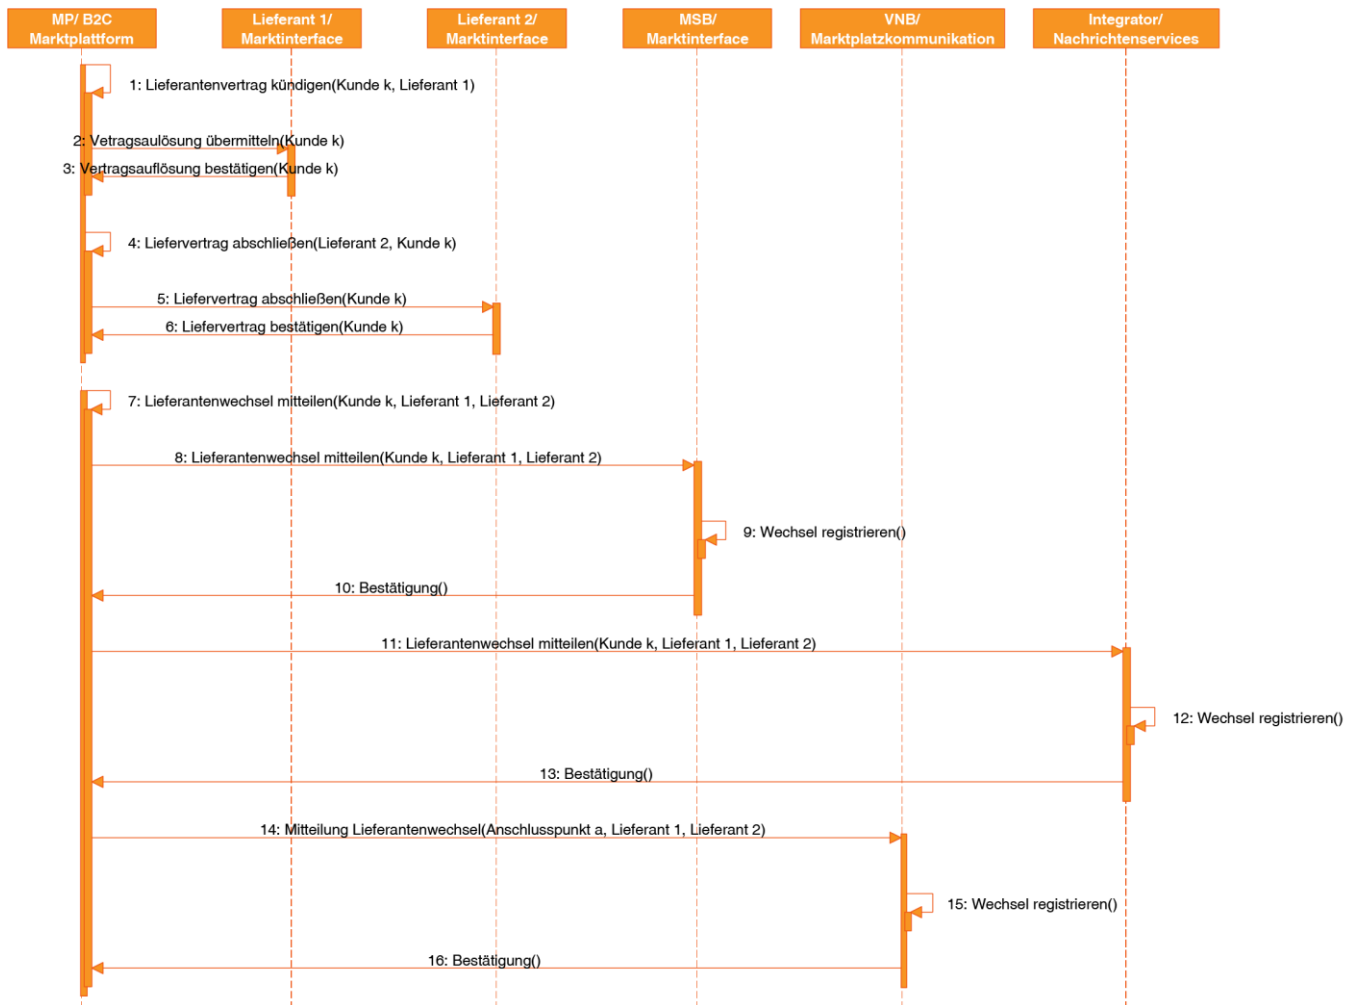 MP/ B2C
Marktplattform
Lieferant 1/
Marktinterface
Lieferant 2/
Marktinterface
MSB/
Marktinterface
VNB/
Marktplatzkommunikation
Integrator/
Nachrichtenservices
1: Lieferantenvertrag kündigen(Kunde k, Lieferant 1)
2: Vetragsaulösung übermitteln(Kunde k)
3: Vertragsauflösung bestätigen(Kunde k)
4: Liefervertrag abschließen(Lieferant 2, Kunde k)
5: Liefervertrag abschließen(Kunde k)
6: Liefervertrag bestätigen(Kunde k)
7: Lieferantenwechsel mitteilen(Kunde k, Lieferant 1, Lieferant 2)
8: Lieferantenwechsel mitteilen(Kunde k, Lieferant 1, Lieferant 2)
9: Wechsel registrieren()
10: Bestätigung()
11: Lieferantenwechsel mitteilen(Kunde k, Lieferant 1, Lieferant 2)
12: Wechsel registrieren()
13: Bestätigung()
14: Mitteilung Lieferantenwechsel(Anschlusspunkt a, Lieferant 1, Lieferant 2)
15: Wechsel registrieren()
16: Bestätigung()